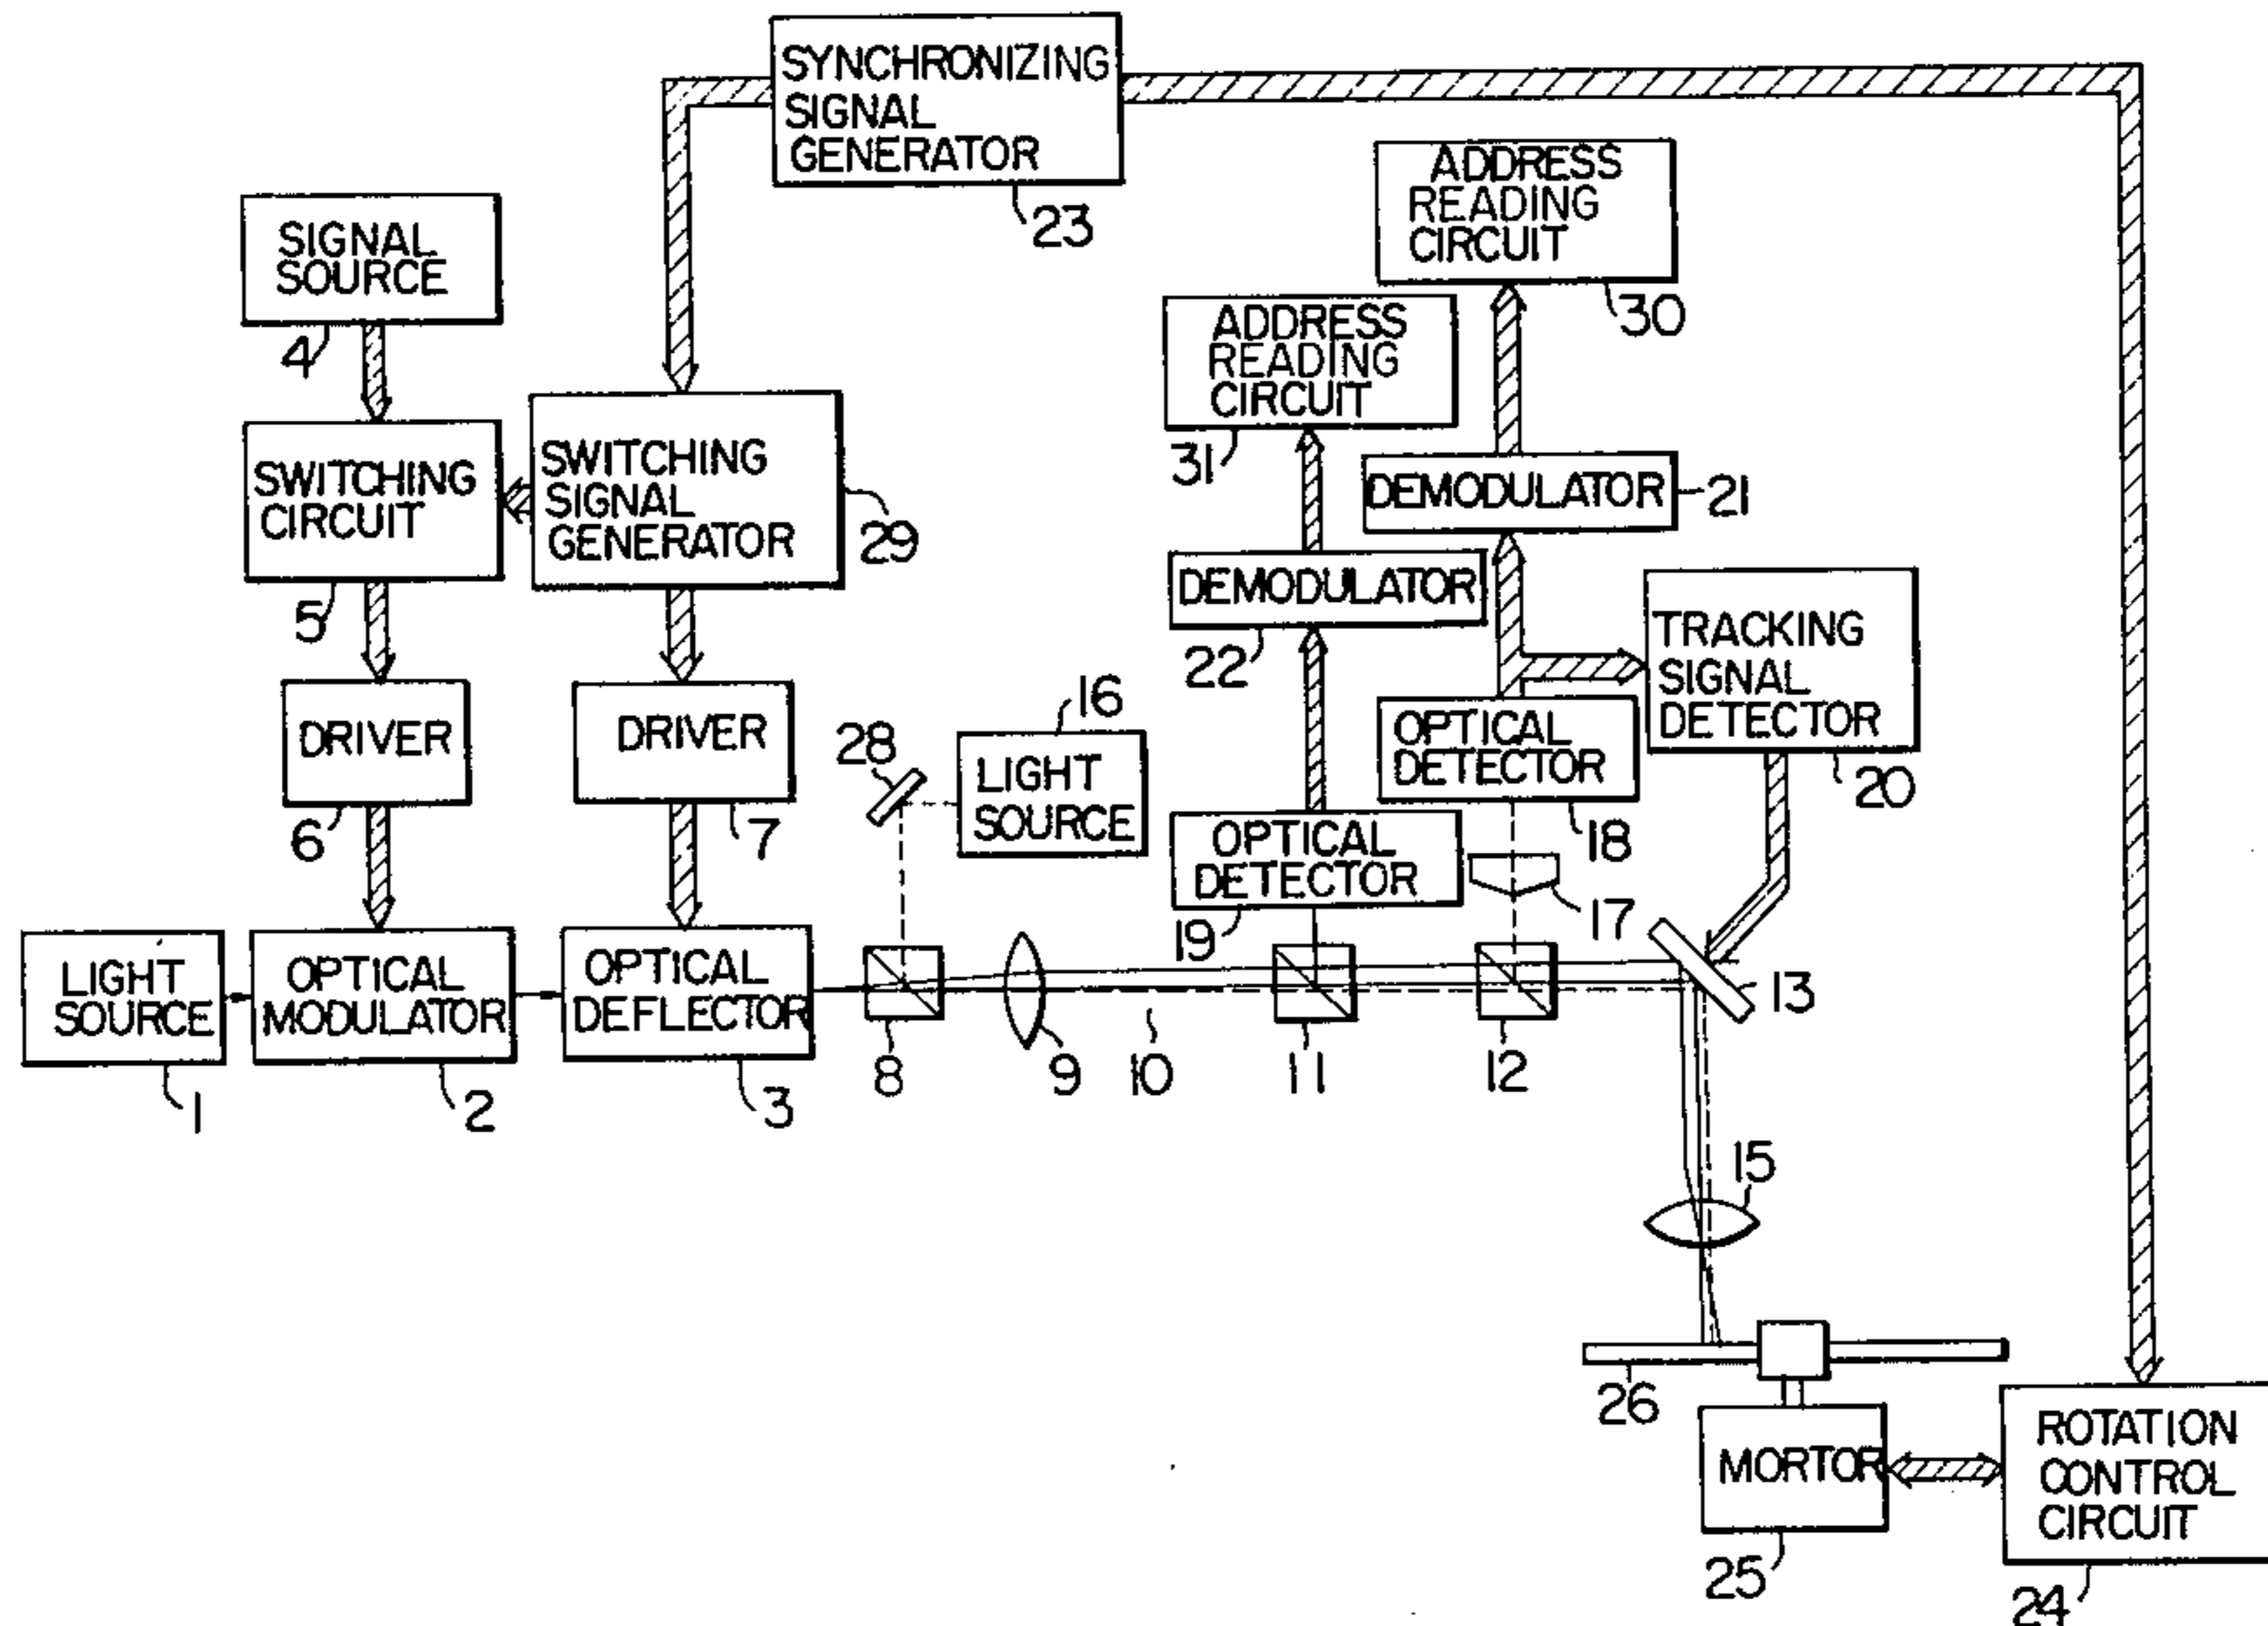 SYNCHRONIZING
SIGNAL
GENERATOR
23
SIGNAL
SOURCE
4
ADDRESS
READING
CIRCUIT
30
ADDRESS
READING
CIRCUIT
31
SWITCHING
CIRCUIT
5
SWITCHING
SIGNAL
GENERATOR
29
DEMODULATOR
21
DEMODULATOR
22
TRACKING
SIGNAL
DETECTOR
20
DRIVER
6
DRIVER
7
28
16
LIGHT
SOURCE
OPTICAL
DETECTOR
18
OPTICAL
DETECTOR
19
17
LIGHT
SOURCE
1
OPTICAL
MODULATOR
2
OPTICAL
DEFLECTOR
3
8
9
10
11
12
13
15
26
MORTOR
25
ROTATION
CONTROL
CIRCUIT
24